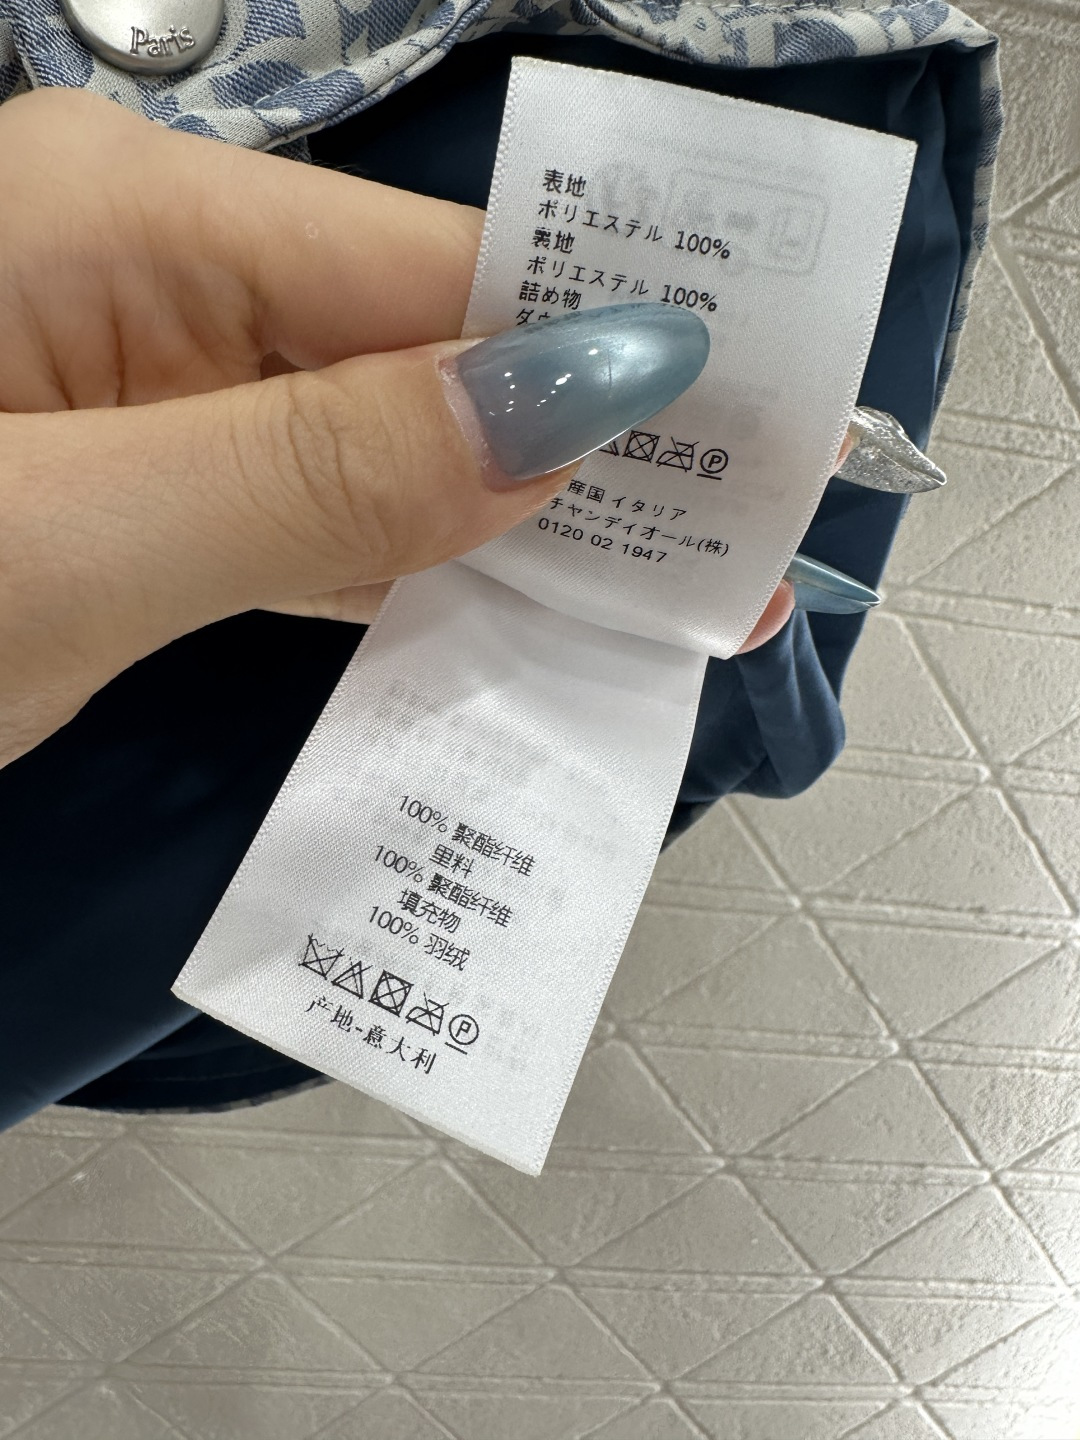 Paris
表地
ポリエステル 100%
裏地
ポリエステル 100%
詰め物
ダウ
産国 イタリア
チャンディオール(株)
0120 02 1947
100% 聚酯纤维
里料
100% 聚酯纤维
填充物
100% 羽绒
P
产地-意大利